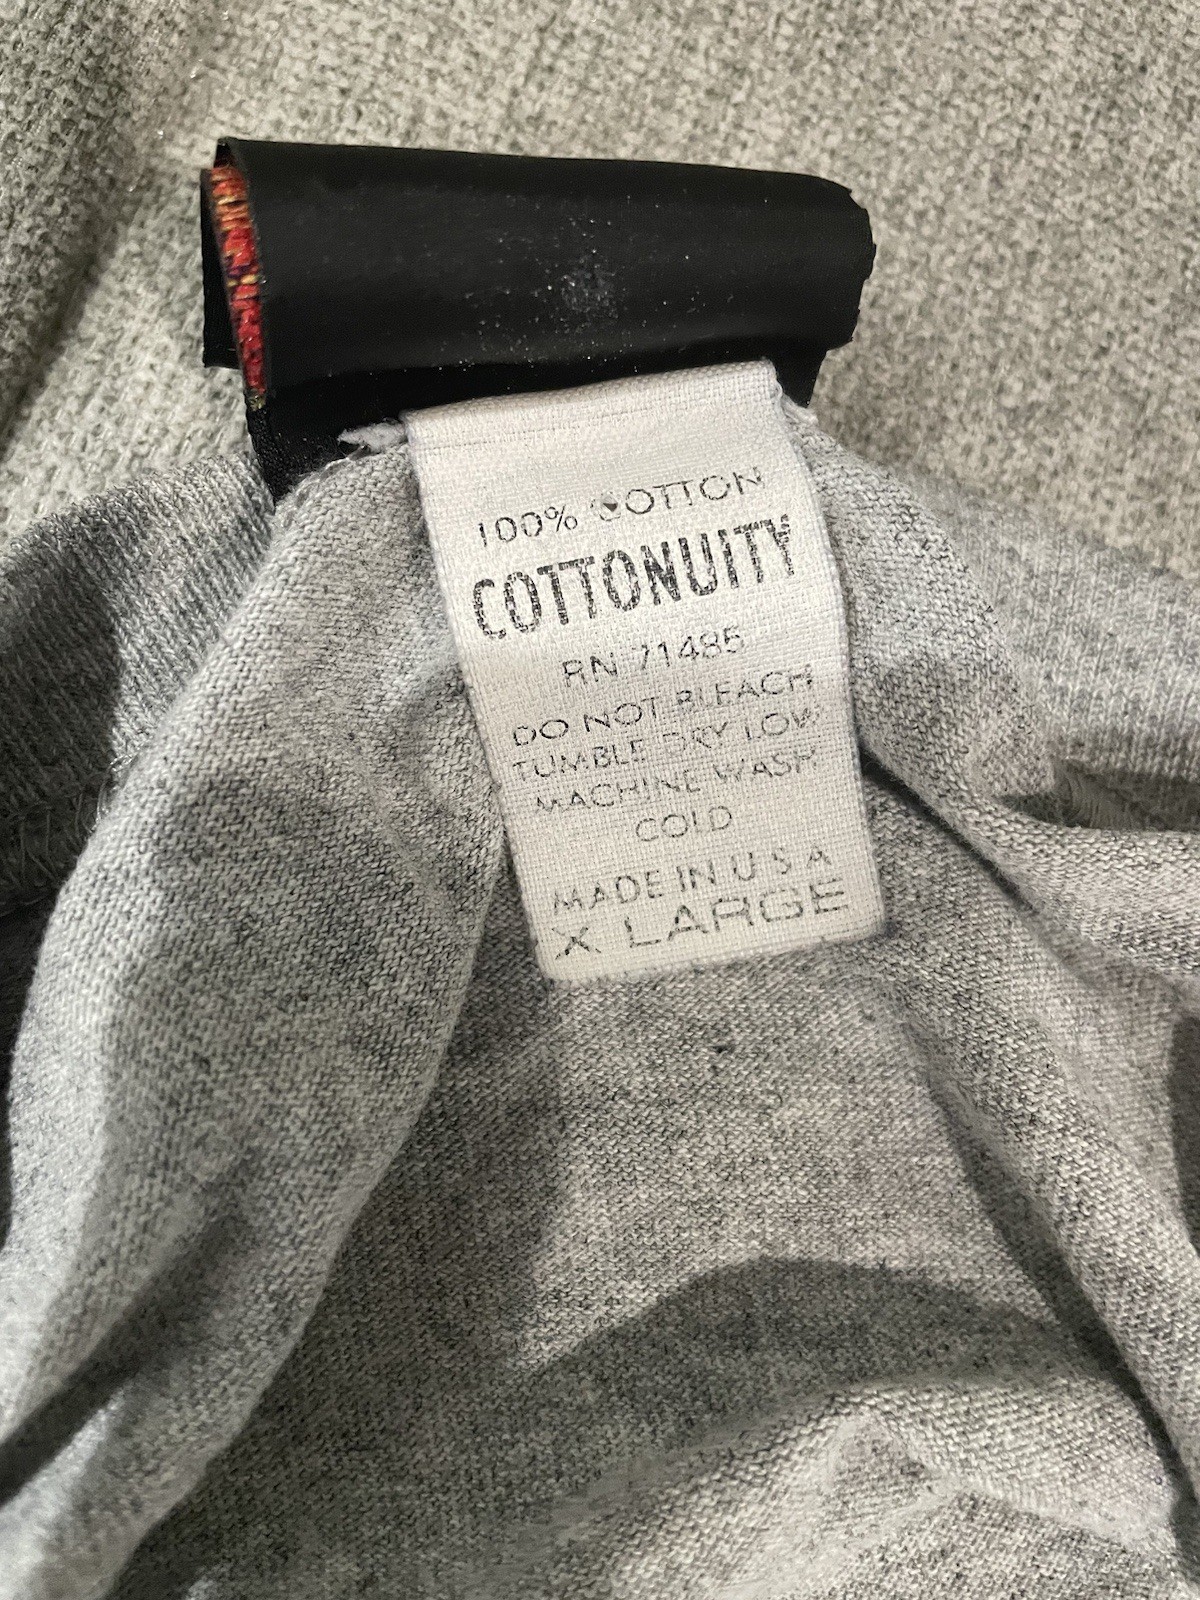 100% COTTON
COTTONUITY
RN 71485
DO NOT BLEACH
TUMBLE DRY LOW
MACHINE WASH
COLD
MADE IN U S A
X LARGE